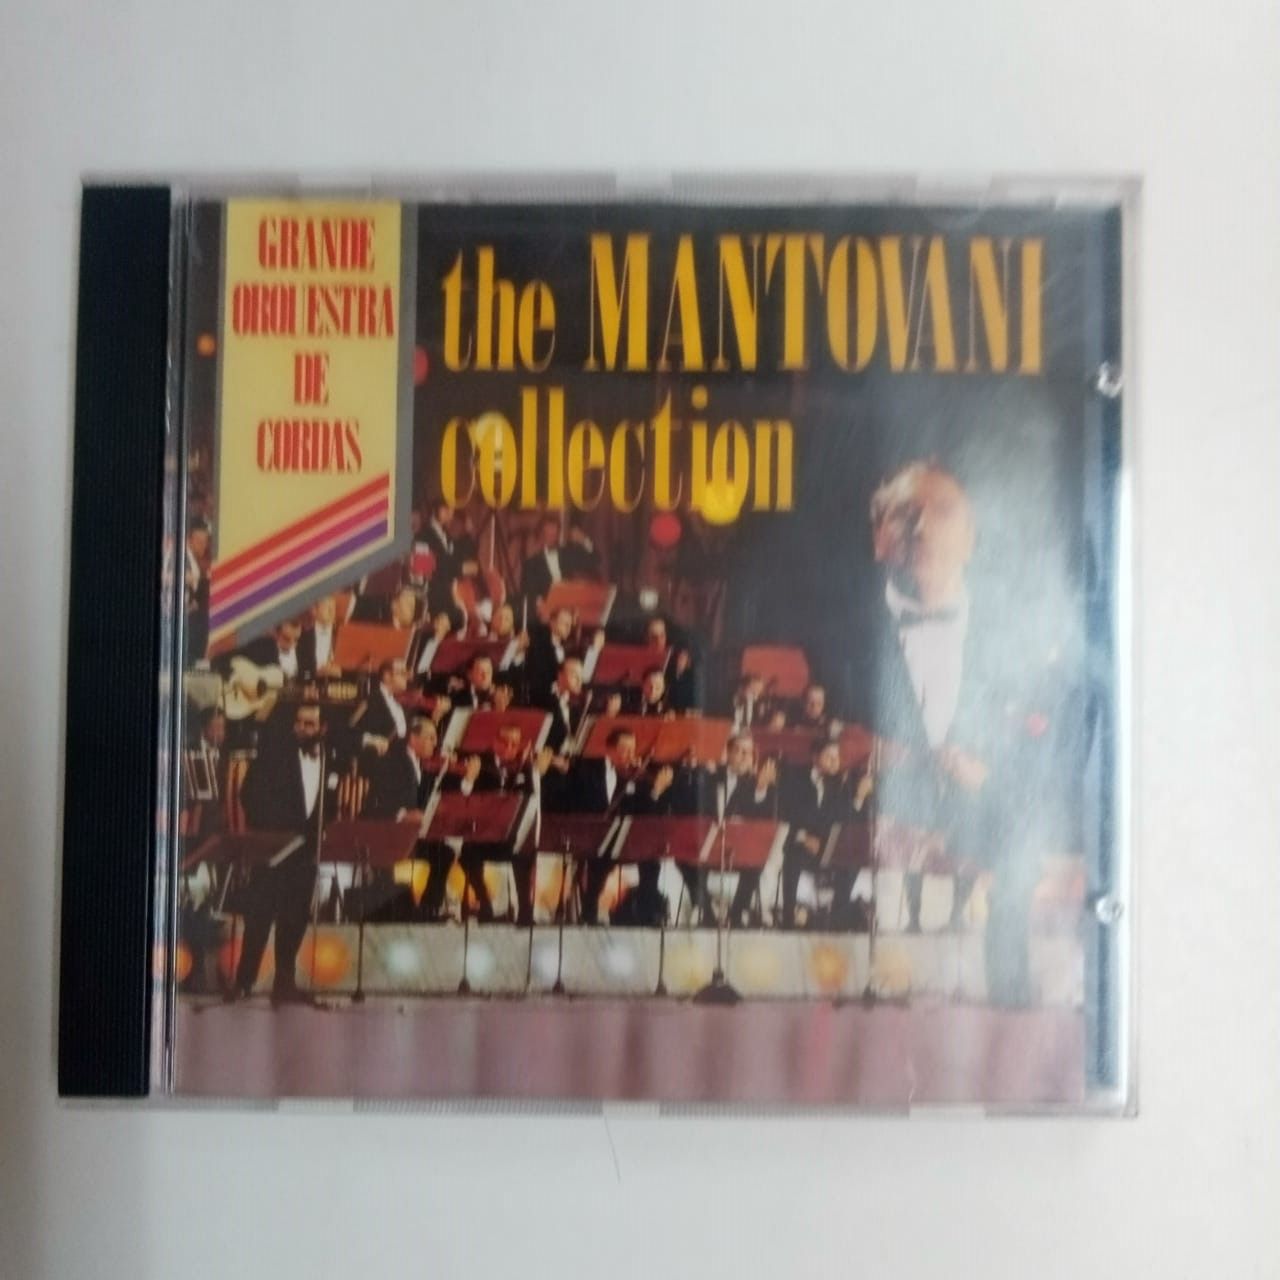 GRANDE
ORQUESTRA
DE
CORDAS
the MANTOVANI
collection